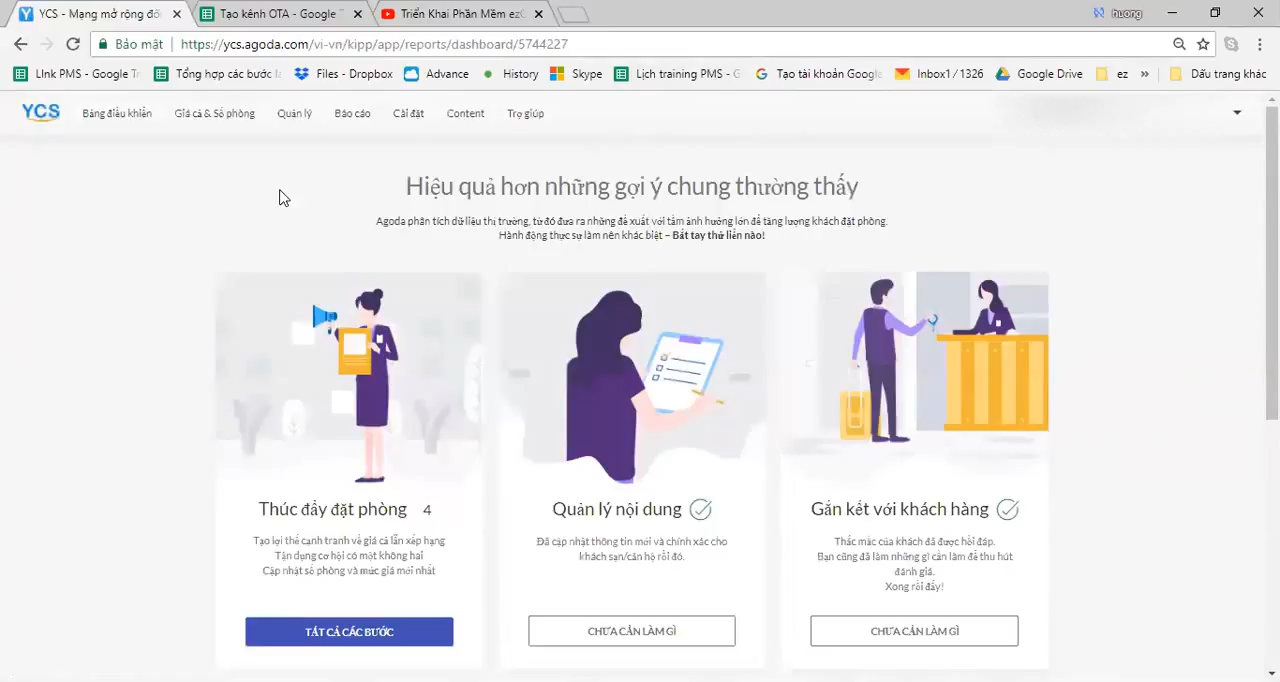 YCS - Mạng mở rộng đối
Tạo kênh OTA - Google T
Triển Khai Phần Mềm ezC
huong
Bảo mật
https://ycs.agoda.com/vi-vn/kipp/app/reports/dashboard/5744227
LInk PMS - Google Tr
Tổng hợp các bước l
Files - Dropbox
Advance
History
Skype
Lịch training PMS - G
Tạo tài khoản Google
Inbox1 / 1326
Google Drive
ez
»
Dấu trang khác
YCS
Bảng điều khiển
Giá cả & Số phòng
Quản lý
Báo cáo
Cài đặt
Content
Trợ giúp
Hiệu quả hơn những gợi ý chung thường thấy
Agoda phân tích dữ liệu thị trường, từ đó đưa ra những đề xuất với tầm ảnh hưởng lớn để tăng lượng khách đặt phòng.
Hành động thực sự làm nên khác biệt – Bắt tay thử liền nào!
Thúc đẩy đặt phòng 4
Tạo lợi thế cạnh tranh về giá cả lẫn xếp hạng
Tận dụng cơ hội có một không hai
Cập nhật số phòng và mức giá mới nhất
TẤT CẢ CÁC BƯỚC
Quản lý nội dung
Đã cập nhật thông tin mới và chính xác cho
khách sạn/căn hộ rồi đó.
CHƯA CẦN LÀM GÌ
Gắn kết với khách hàng
Thắc mắc của khách đã được hồi đáp.
Bạn cũng đã làm những gì cần làm để thu hút
đánh giá.
Xong rồi đấy!
CHƯA CẦN LÀM GÌ